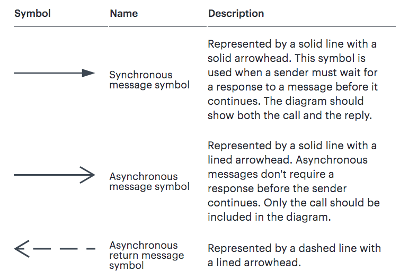 Symbol Name Description
Represented by a solid line with a
solid arrowhead. This symbol is
used when a sender must wait for
a response to a message before it
continues. The diagram should
show both the call and the reply.
Synchronous
message symbol
Represented by a solid line with a
lined arrowhead. Asynchronous
messages don't require a
response before the sender
continues. Only the call should be
included in the diagram.
Asynchronous
message symbol
Asynchronous
return message
symbol
Represented by a dashed line with
a lined arrowhead.